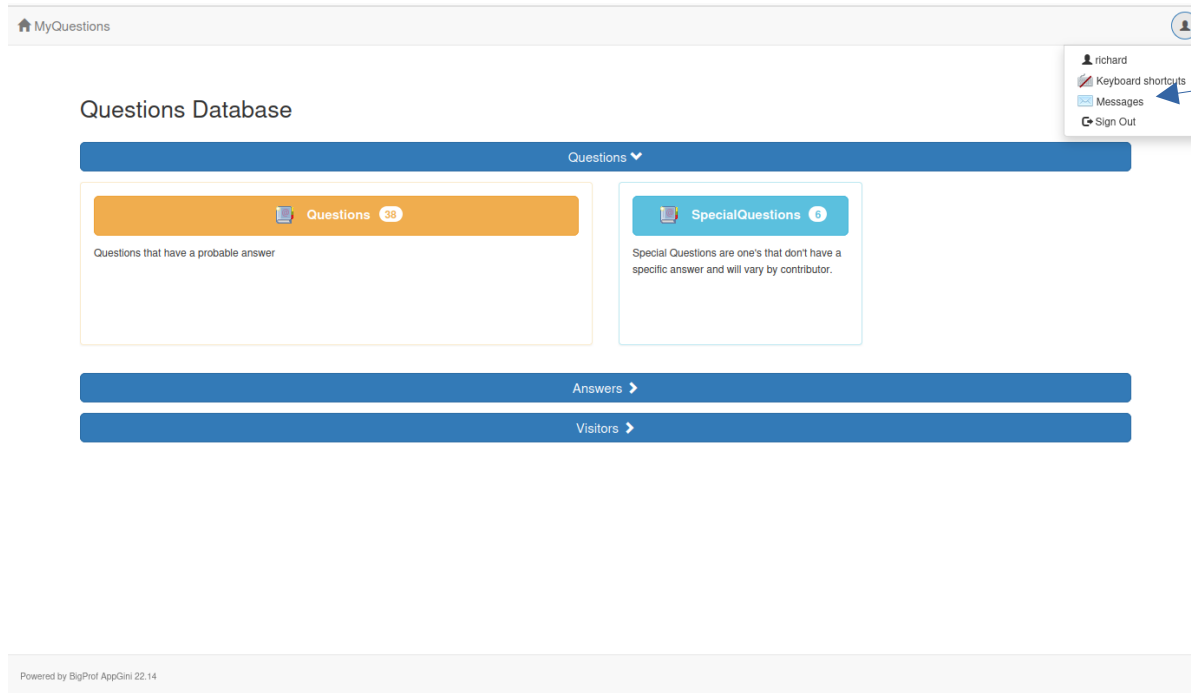 MyQuestions
richard
Keyboard shortcuts
Messages
Sign Out
Questions Database
Questions
Questions 38
Questions that have a probable answer
SpecialQuestions 6
Special Questions are one's that don't have a
specific answer and will vary by contributor.
Answers
Visitors
Powered by BigProf AppGini 22.14